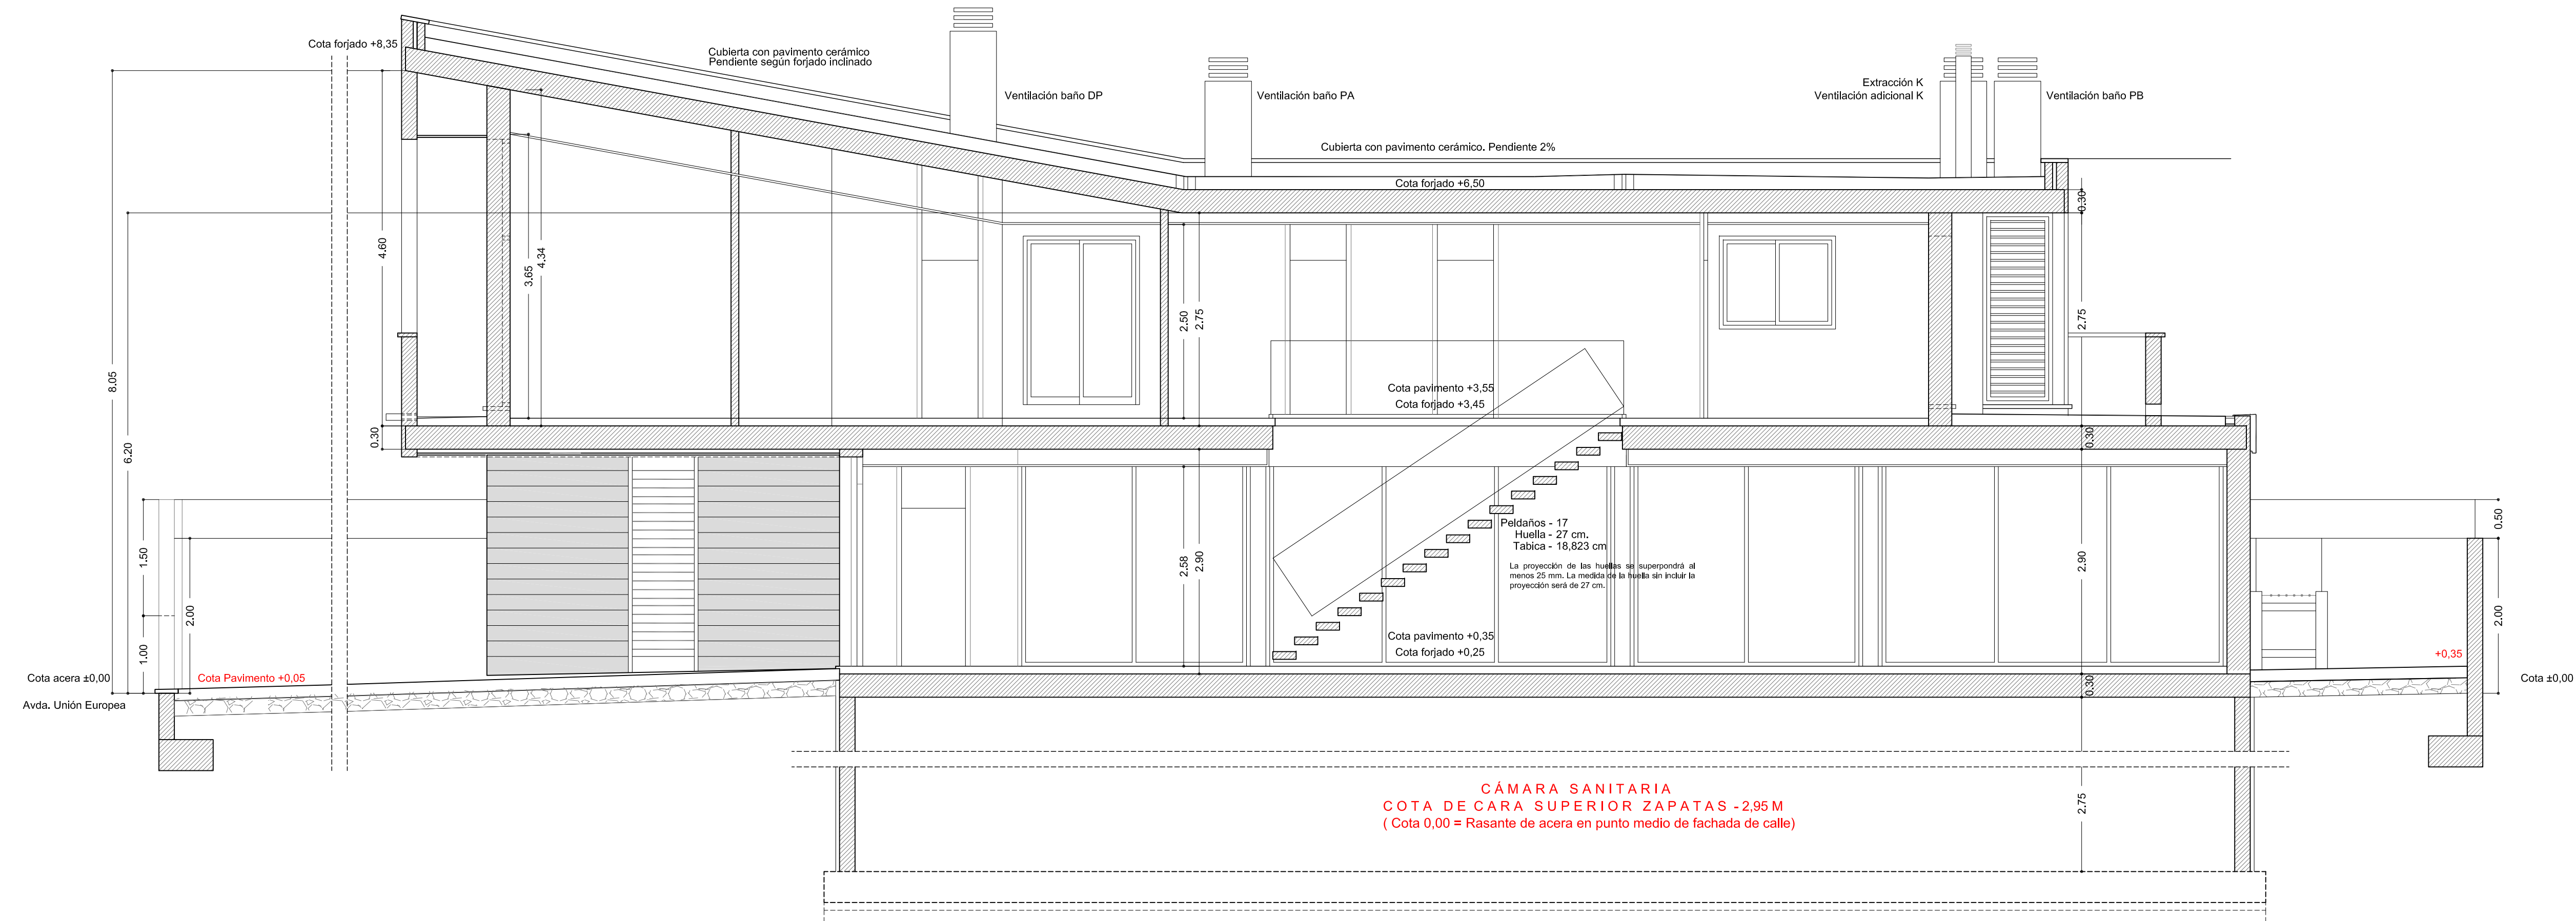 Cota forjado +8,35
Cubierta con pavimento cerámico
Pendiente según forjado inclinado
Ventilación baño DP
Ventilación baño PA
Extracción K
Ventilación adicional K
Ventilación baño PB
Cubierta con pavimento cerámico. Pendiente 2%
Cota forjado +6,50
0.30
4.60
3.65
4.34
2.50
2.75
2.75
8.05
6.20
Cota pavimento +3,55
Cota forjado +3,45
0.30
0.30
1.50
2.00
1.00
2.58
2.90
Peldaños - 17
Huella - 27 cm.
Tabica - 18,823 cm
La proyección de las huellas se superpondrá al
menos 25 mm. La medida de la huella sin incluir la
proyección será de 27 cm.
2.90
0.50
2.00
Cota pavimento +0,35
Cota forjado +0,25
+0,35
Cota acera ±0,00
Cota Pavimento +0,05
Cota ±0,00
Avda. Unión Europea
0.30
CÁMARA SANITARIA
COTA DE CARA SUPERIOR ZAPATAS -2,95 M
( Cota 0,00 = Rasante de acera en punto medio de fachada de calle)
2.75